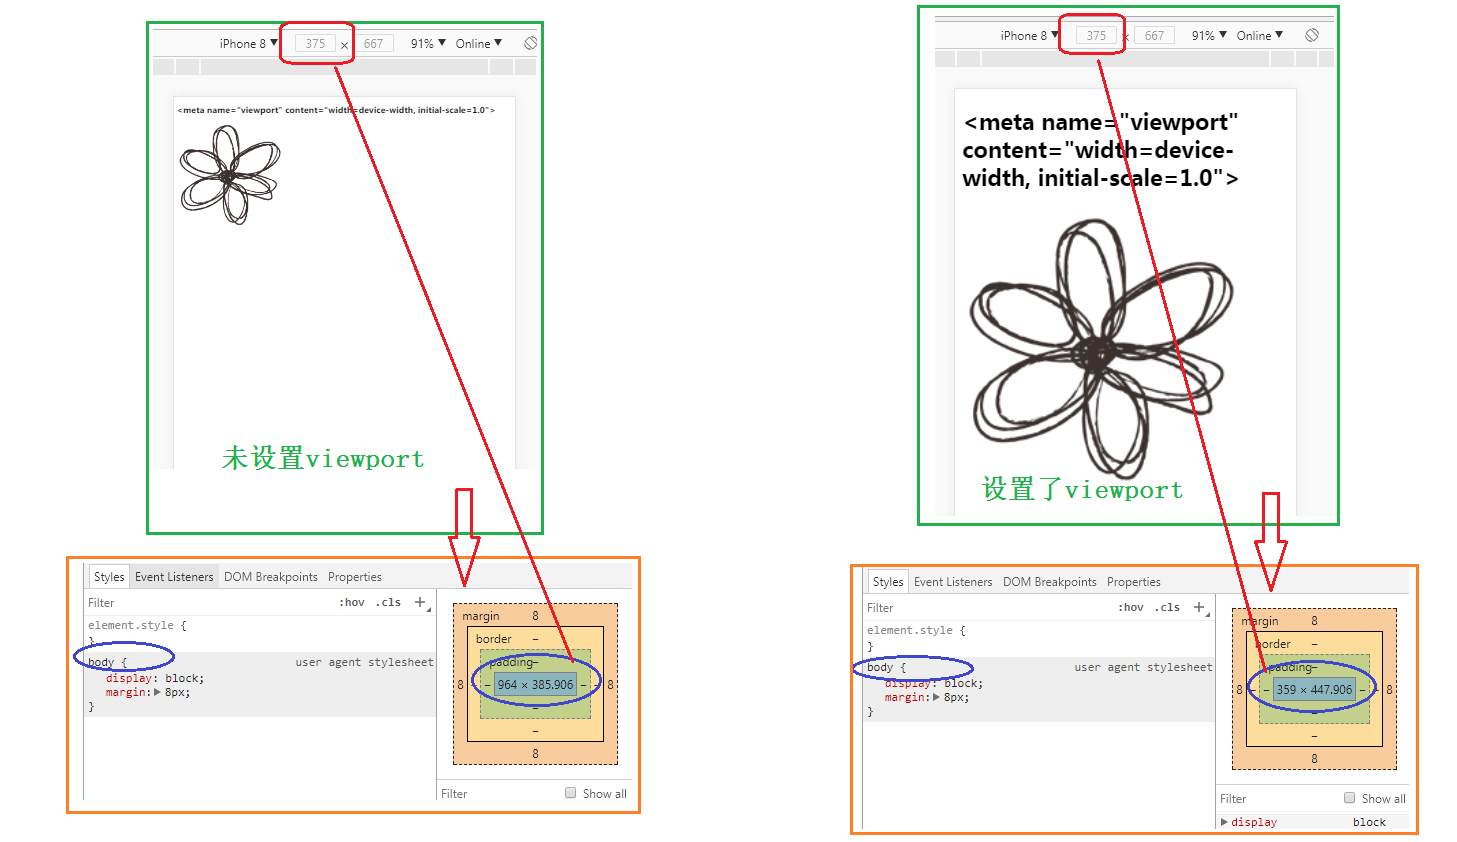 iPhone 8 ▼ 375 × 667 91% ▼ Online ▼
<meta name="viewport" content="width=device-width, initial-scale=1.0">
未设置viewport
Styles Event Listeners DOM Breakpoints Properties
Filter :hov .cls +
element.style {
}
body { user agent stylesheet
display: block;
margin:▶ 8px;
}
margin 8
border –
padding–
8 – 964 × 385.906 – – 8
–
–
8
Filter Show all
iPhone 8 ▼ 375 × 667 91% ▼ Online ▼
<meta name="viewport"
content="width=device-
width, initial-scale=1.0">
设置了viewport
Styles Event Listeners DOM Breakpoints Properties
Filter :hov .cls +
element.style {
}
body { user agent stylesheet
display: block;
margin:▶ 8px;
}
margin 8
border –
padding–
8 – – 359 × 447.906 – – 8
–
–
8
Filter Show all
▶ display block